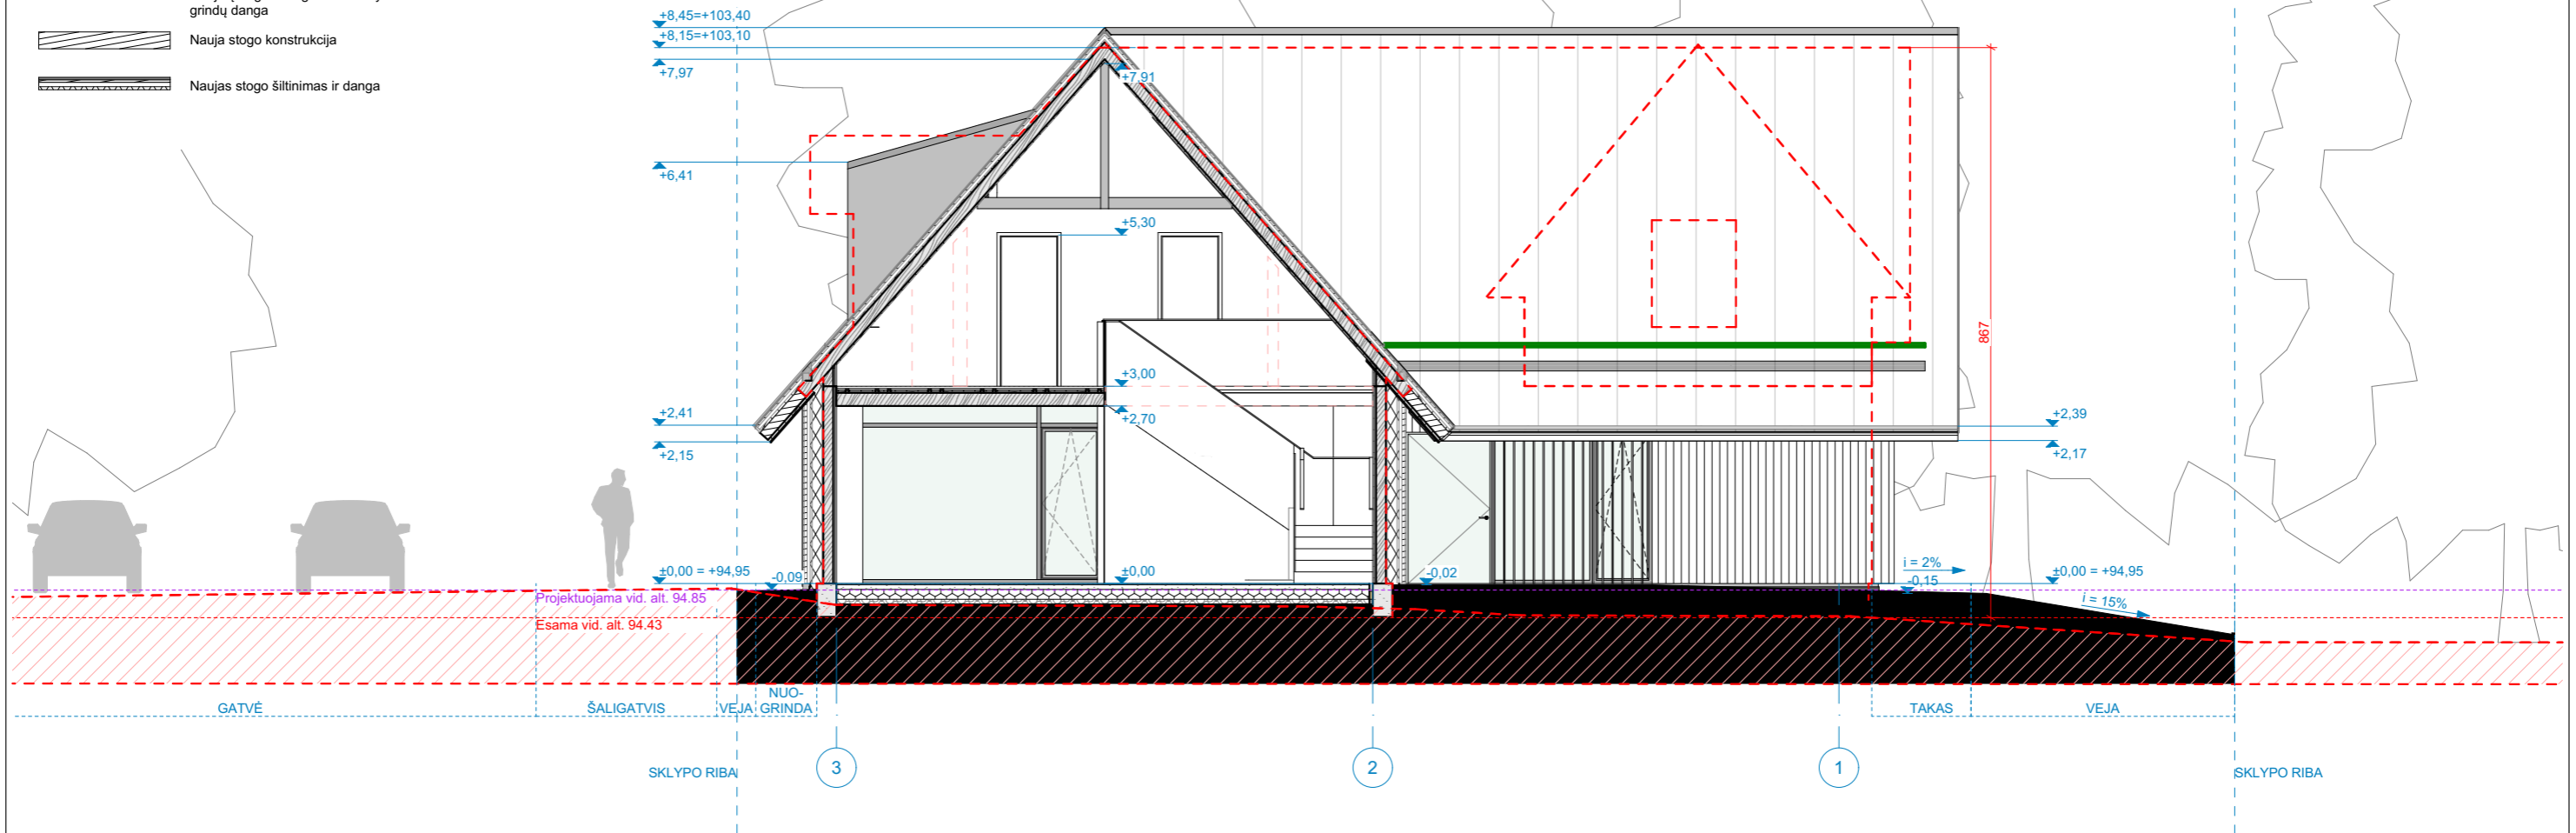 grindų danga
Nauja stogo konstrukcija
Naujas stogo šiltinimas ir danga
+8,45=+103,40
+8,15=+103,10
+7,97
+7,91
+6,41
+5,30
867
+3,00
+2,70
+2,41
+2,15
+2,39
+2,17
±0,00 = +94,95
-0,09
±0,00
-0,02
i = 2%
-0,15
±0,00 = +94,95
i = 15%
Projektuojama vid. alt. 94.85
Esama vid. alt. 94.43
GATVĖ
ŠALIGATVIS
VEJA
NUO-
GRINDA
TAKAS
VEJA
SKLYPO RIBA
3
2
1
SKLYPO RIBA